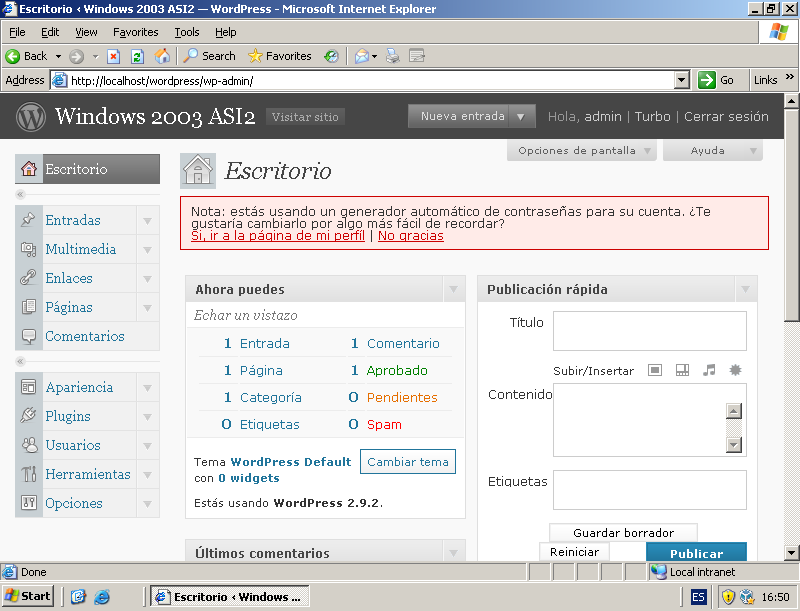 Escritorio ‹ Windows 2003 ASI2 — WordPress - Microsoft Internet Explorer
File Edit View Favorites Tools Help
Back Search Favorites
Address http://localhost/wordpress/wp-admin/ Go Links »
Windows 2003 ASI2 Visitar sitio Nueva entrada Hola, admin | Turbo | Cerrar sesión
Opciones de pantalla Ayuda
Escritorio
Entradas
Multimedia
Enlaces
Páginas
Comentarios
Apariencia
Plugins
Usuarios
Herramientas
Opciones
Escritorio
Nota: estás usando un generador automático de contraseñas para su cuenta. ¿Te
gustaría cambiarlo por algo más fácil de recordar?
Si, ir a la página de mi perfil | No gracias
Ahora puedes
Echar un vistazo
1 Entrada 1 Comentario
1 Página 1 Aprobado
1 Categoría 0 Pendientes
0 Etiquetas 0 Spam
Tema WordPress Default Cambiar tema
con 0 widgets
Estás usando WordPress 2.9.2.
Últimos comentarios
Publicación rápida
Título
Subir/Insertar
Contenido
Etiquetas
Guardar borrador
Reiniciar Publicar
Done Local intranet
Start Escritorio ‹ Windows ... ES 16:50